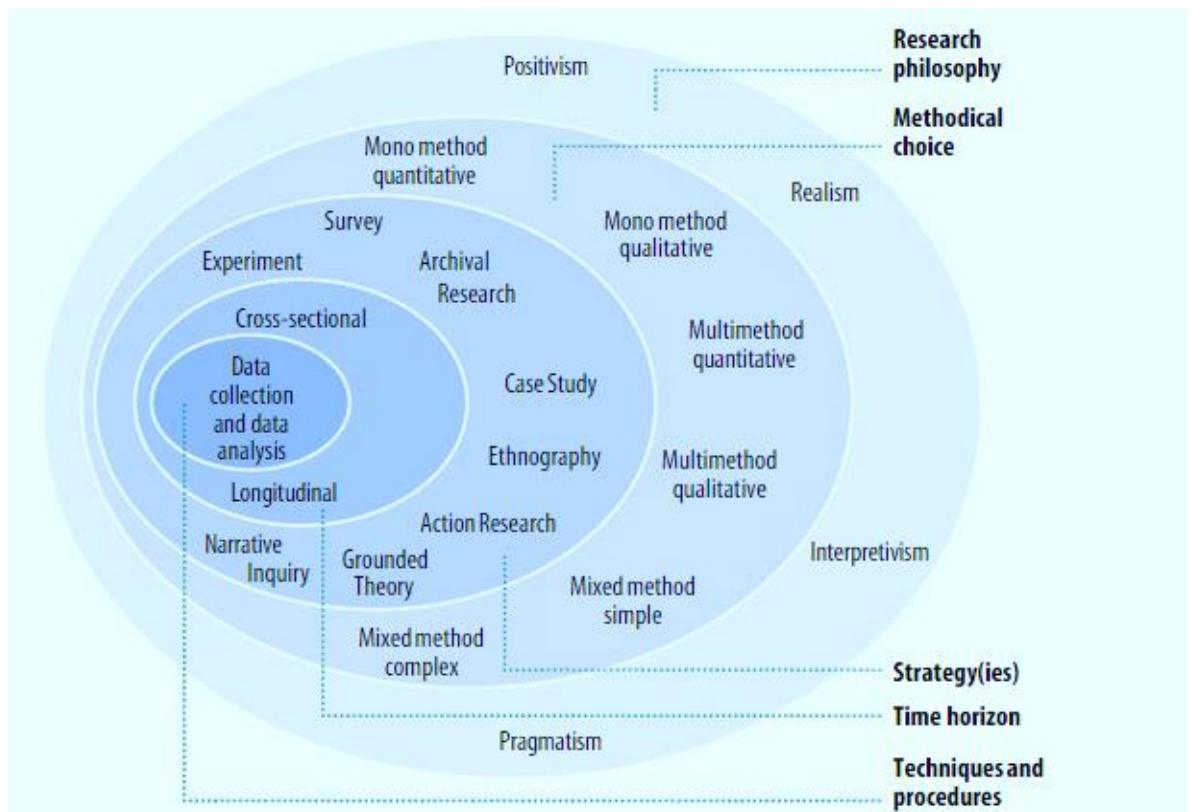 Research
philosophy
Positivism
Methodical
choice
Mono method
quantitative
Realism
Survey
Mono method
qualitative
Experiment
Archival
Research
Cross-sectional
Multimethod
quantitative
Data
collection
and data
analysis
Case Study
Ethnography
Multimethod
qualitative
Longitudinal
Action Research
Narrative
Inquiry
Grounded
Theory
Interpretivism
Mixed method
simple
Mixed method
complex
Strategy(ies)
Time horizon
Pragmatism
Techniques and
procedures